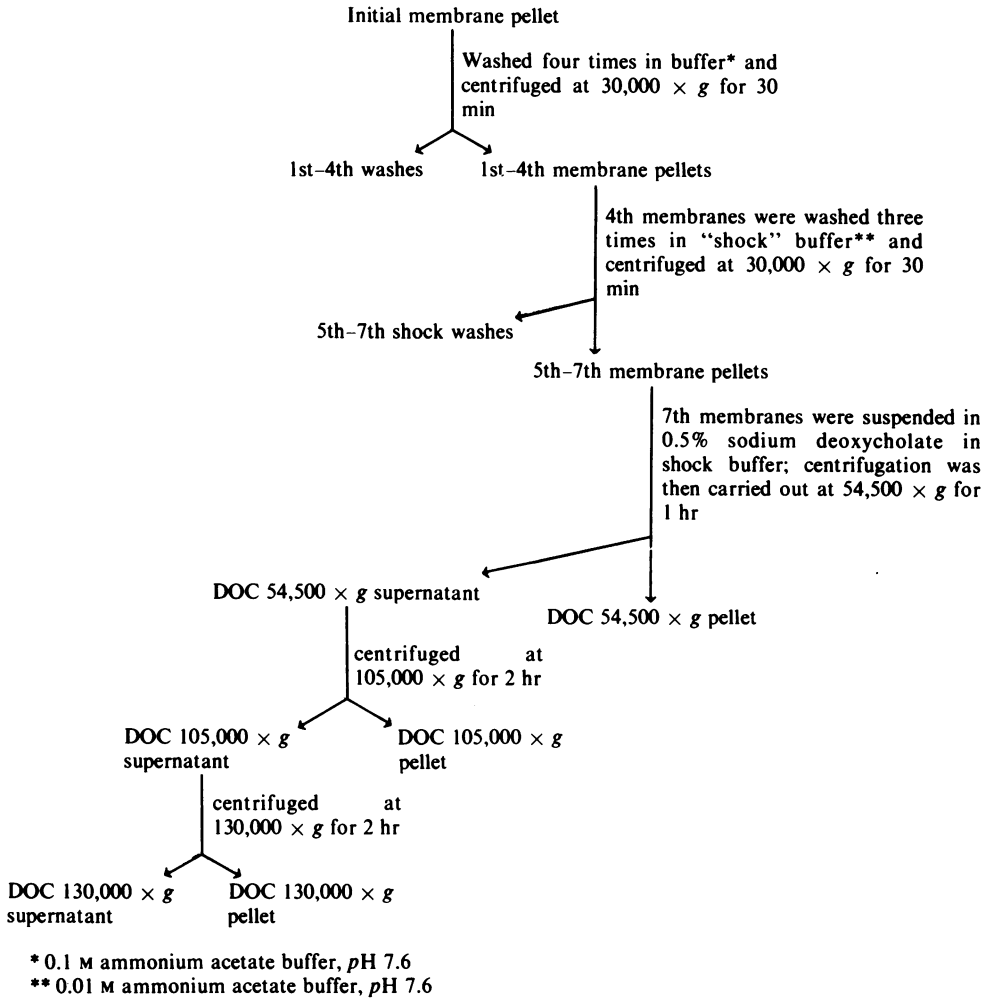 Initial membrane pellet
Washed four times in buffer* and
centrifuged at 30,000 × g for 30
min
1st–4th washes
1st–4th membrane pellets
4th membranes were washed three
times in “shock” buffer** and
centrifuged at 30,000 × g for 30
min
5th–7th shock washes
5th–7th membrane pellets
7th membranes were suspended in
0.5% sodium deoxycholate in
shock buffer; centrifugation was
then carried out at 54,500 × g for
1 hr
DOC 54,500 × g supernatant
DOC 54,500 × g pellet
centrifuged at
105,000 × g for 2 hr
DOC 105,000 × g
supernatant
DOC 105,000 × g
pellet
centrifuged at
130,000 × g for 2 hr
DOC 130,000 × g
supernatant
DOC 130,000 × g
pellet
* 0.1 M ammonium acetate buffer, pH 7.6
** 0.01 M ammonium acetate buffer, pH 7.6